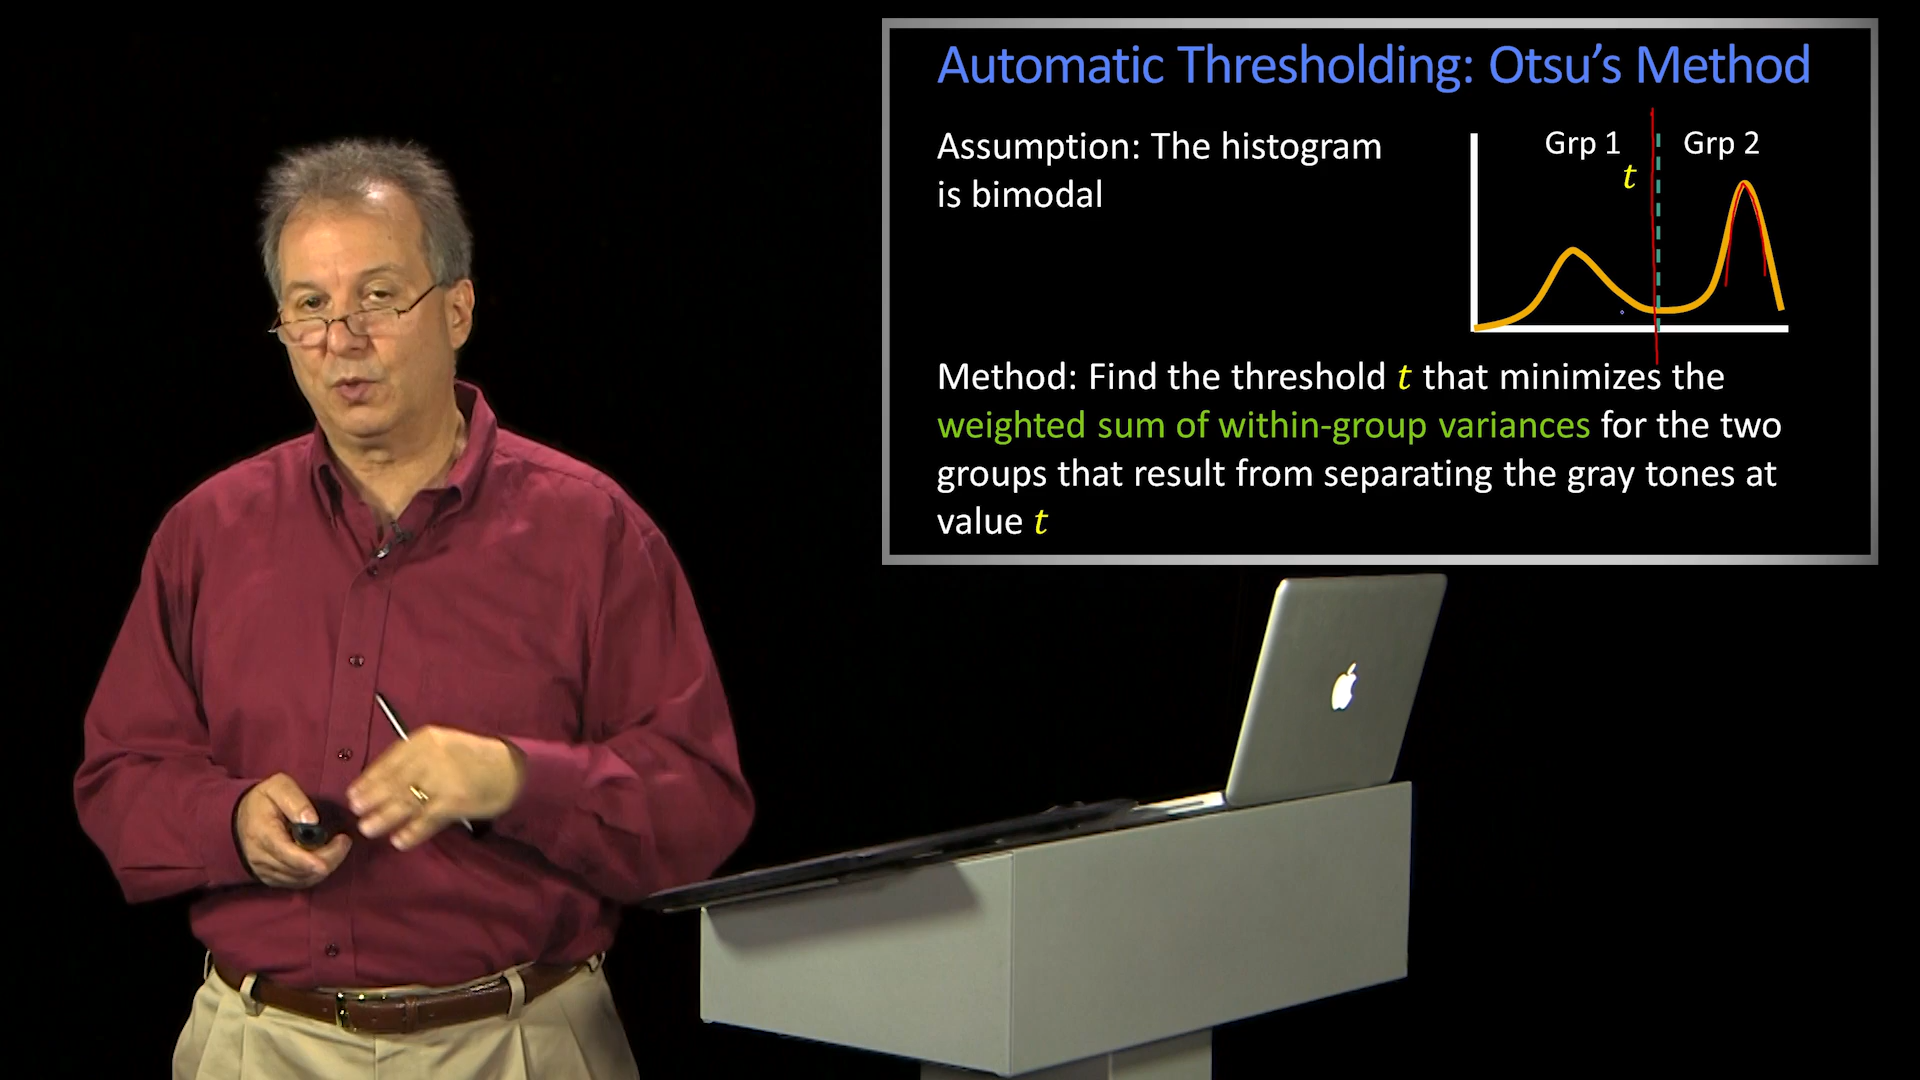 Automatic Thresholding: Otsu’s Method
Assumption: The histogram
is bimodal
Grp 1
Grp 2
t
Method: Find the threshold t that minimizes the
weighted sum of within-group variances for the two
groups that result from separating the gray tones at
value t